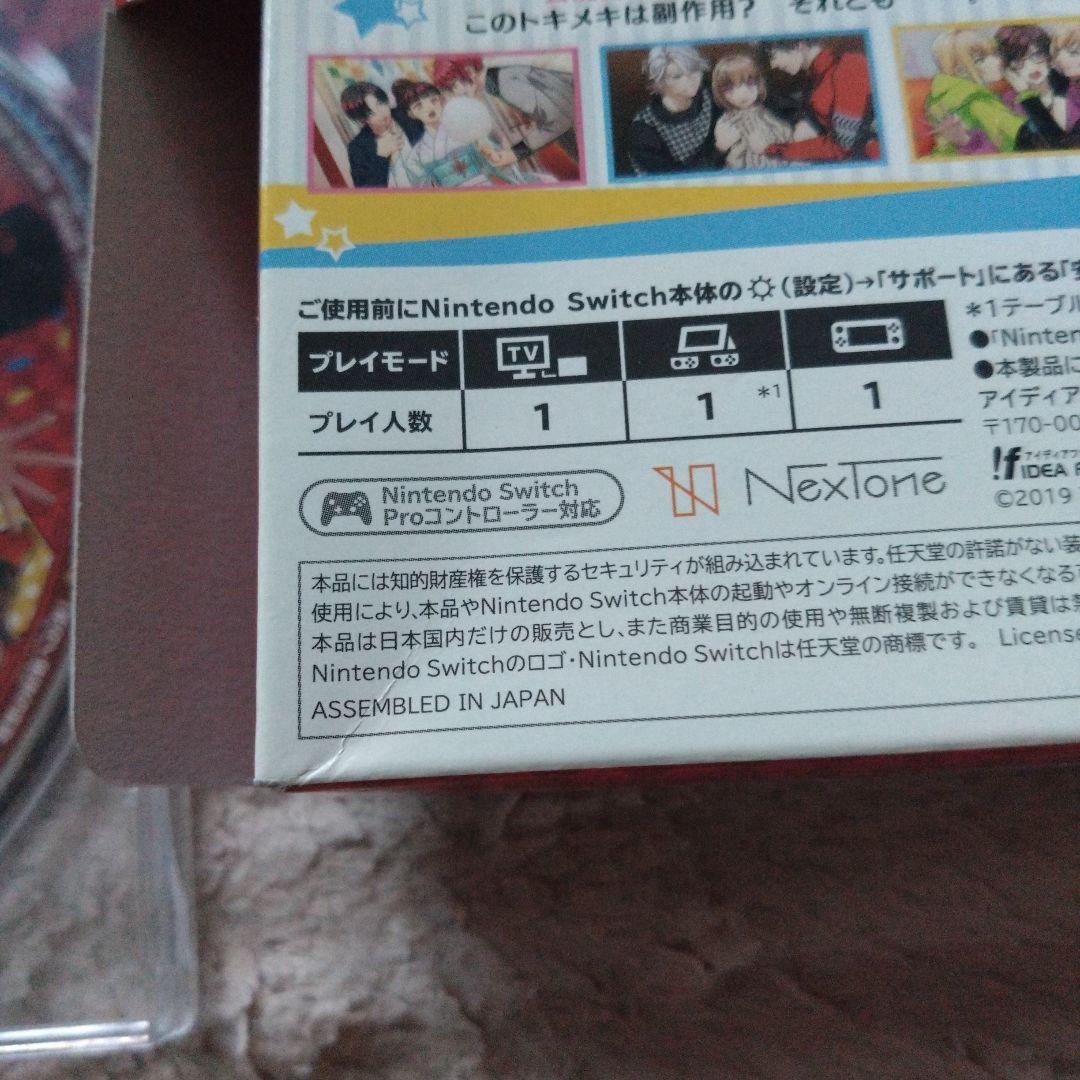 このトキメキは副作用? それとも
ご使用前にNintendo Switch本体の(設定)→「サポート」にある「
プレイモード TV
プレイ人数 1 1 *1 1
*1テーブル
●「Ninten
●本製品に
アイディア
〒170-00
Nintendo Switch
Proコントローラー対応
NexTone
!f アイディアフ
IDEA F
©2019
本品には知的財産権を保護するセキュリティが組み込まれています。任天堂の許諾がない装
使用により、本品やNintendo Switch本体の起動やオンライン接続ができなくなる
本品は日本国内だけの販売とし、また商業目的の使用や無断複製および賃貸は
Nintendo Switchのロゴ・Nintendo Switchは任天堂の商標です。 License
ASSEMBLED IN JAPAN